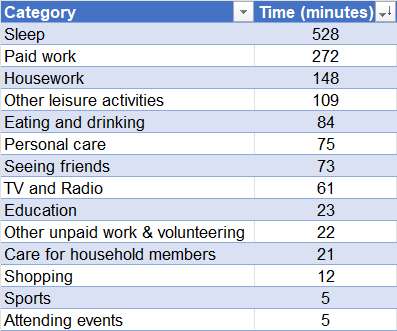 Category Time (minutes)
Sleep 528
Paid work 272
Housework 148
Other leisure activities 109
Eating and drinking 84
Personal care 75
Seeing friends 73
TV and Radio 61
Education 23
Other unpaid work & volunteering 22
Care for household members 21
Shopping 12
Sports 5
Attending events 5